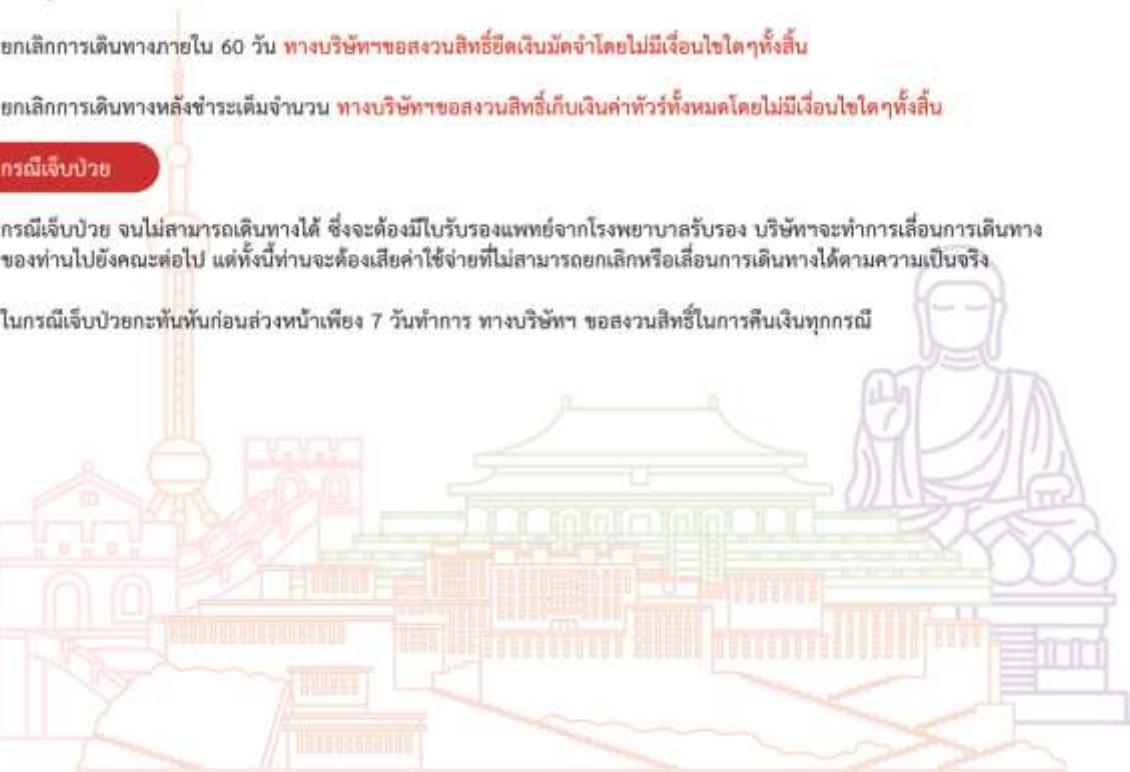 ยกเลิกการเดินทางภายใน 60 วัน ทางบริษัทฯขอสงวนสิทธิ์ยึดเงินมัดจำโดยไม่มีเงื่อนไขใดๆทั้งสิ้น
ยกเลิกการเดินทางหลังชำระเต็มจำนวน ทางบริษัทฯขอสงวนสิทธิ์เก็บเงินค่าทัวร์ทั้งหมดโดยไม่มีเงื่อนไขใดๆทั้งสิ้น
กรณีเจ็บป่วย
กรณีเจ็บป่วย จนไม่สามารถเดินทางได้ ซึ่งจะต้องมีใบรับรองแพทย์จากโรงพยาบาลรับรอง บริษัทฯจะทำการเลื่อนการเดินทาง
ของท่านไปยังคณะต่อไป แต่ทั้งนี้ท่านจะต้องเสียค่าใช้จ่ายที่ไม่สามารถยกเลิกหรือเลื่อนการเดินทางได้ตามความเป็นจริง
ในกรณีเจ็บป่วยกะทันหันก่อนล่วงหน้าเพียง 7 วันทำการ ทางบริษัทฯ ขอสงวนสิทธิ์ในการคืนเงินทุกกรณี